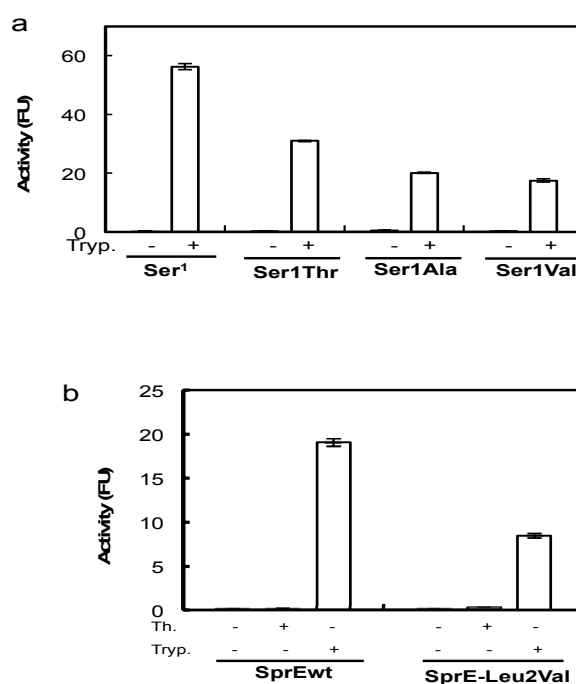 a
Activity (FU)
60
40
20
0
Tryp. - + - + - + - +
Ser¹ Ser1Thr Ser1Ala Ser1Val
b
Activity (FU)
25
20
15
10
5
0
Th. - + - - + -
Tryp. - - + - - +
SprEwt SprE-Leu2Val